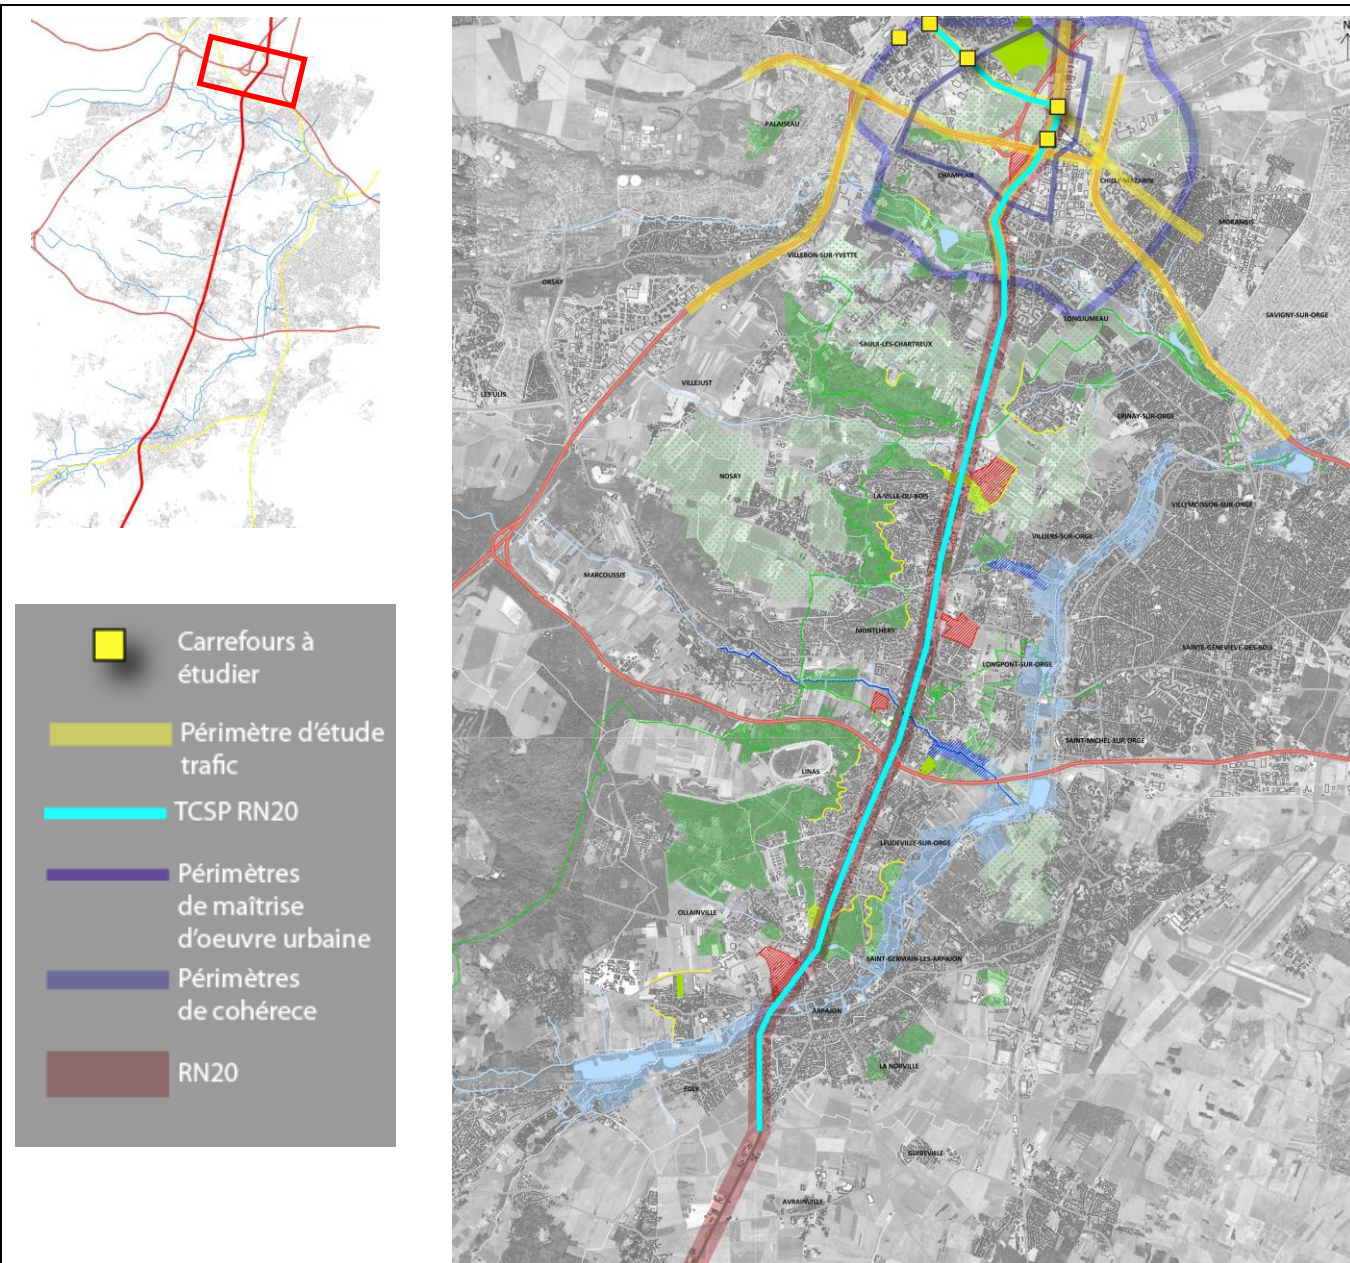 Carrefours à
étudier
Périmètre d'étude
trafic
TCSP RN20
Périmètres
de maîtrise
d'oeuvre urbaine
Périmètres
de cohérece
RN20
N
PALAISEAU
CHAMPLAN
CHILLY-MAZARIN
MORANGIS
VILLEBON-SUR-YVETTE
ORSAY
LONGJUMEAU
SAVIGNY-SUR-ORGE
SAULX-LES-CHARTREUX
VILLEJUST
LES ULIS
EPINAY-SUR-ORGE
NOSAY
LA-VILLE-DU-BOIS
VILLEMOISSON-SUR-ORGE
VILLIERS-SUR-ORGE
MARCOUSSIS
MONTLHERY
SAINTE-GENEVIEVE-DES-BOIS
LONGPONT-SUR-ORGE
SAINT-MICHEL-SUR-ORGE
LINAS
LEUDEVILLE-SUR-ORGE
OLLAINVILLE
SAINT-GERMAIN-LES-ARPAJON
ARPAJON
LA NORVILLE
EGLY
GUIBEVILLE
AVRAINVILLE